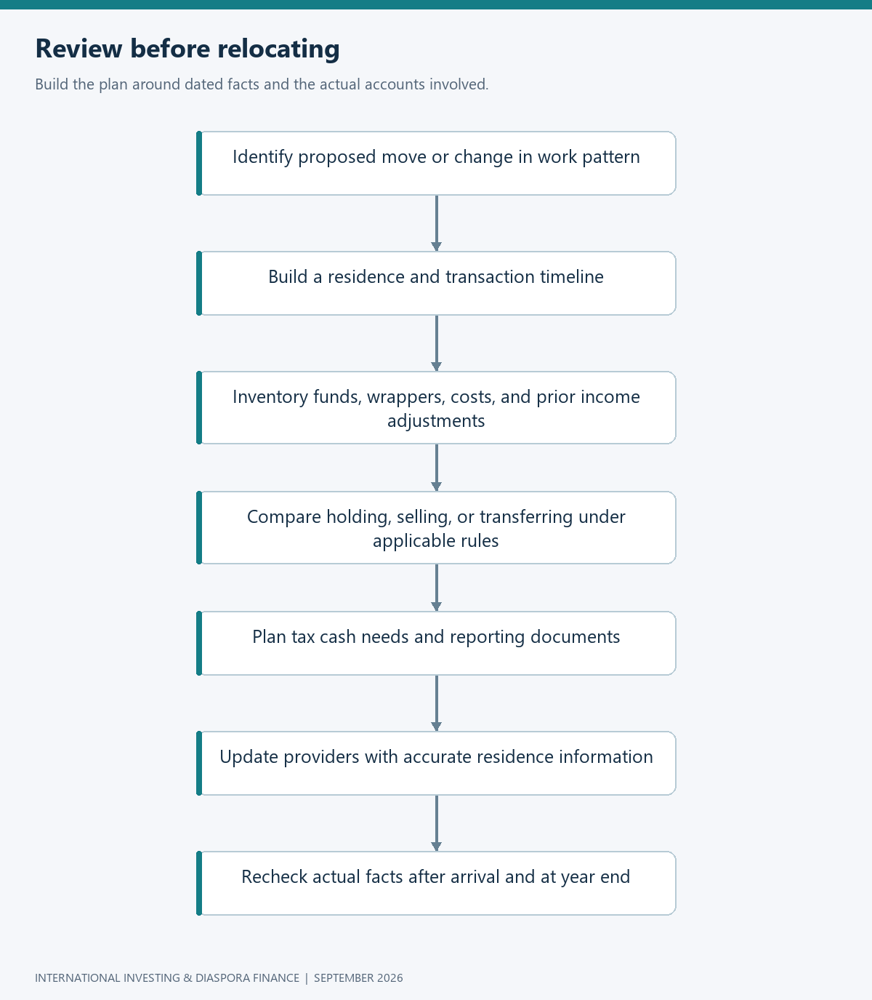 Review before relocating
Build the plan around dated facts and the actual accounts involved.
Identify proposed move or change in work pattern
Build a residence and transaction timeline
Inventory funds, wrappers, costs, and prior income
adjustments
Compare holding, selling, or transferring under
applicable rules
Plan tax cash needs and reporting documents
Update providers with accurate residence information
Recheck actual facts after arrival and at year end
INTERNATIONAL INVESTING & DIASPORA FINANCE | SEPTEMBER 2026